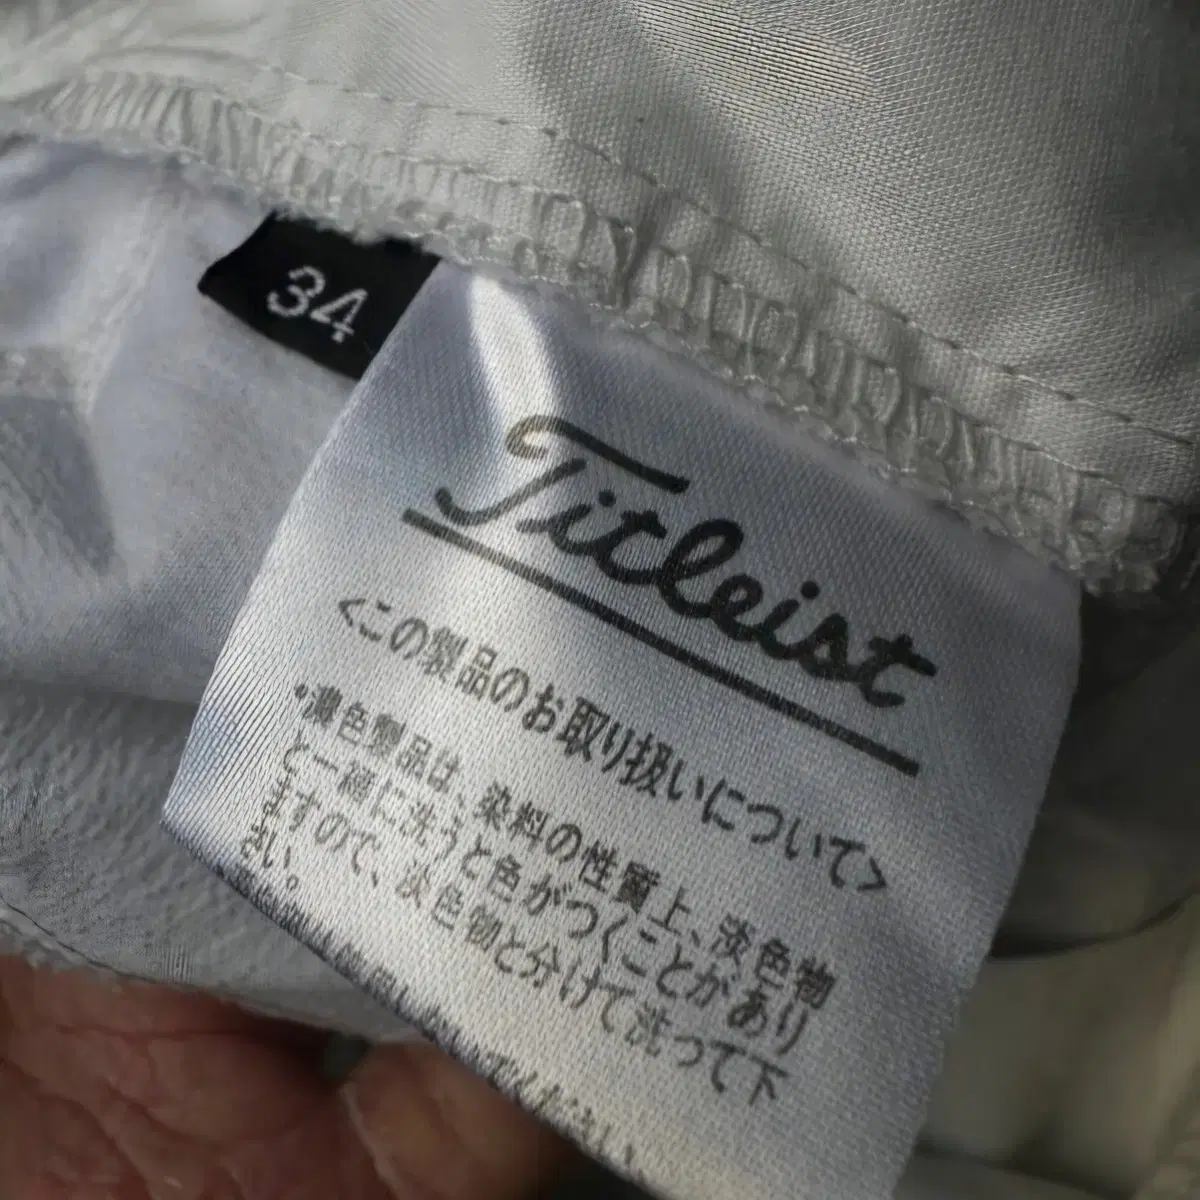 34
Titleist
<この製品のお取り扱いについて>
・濃色製品は、染料の性質上、淡色物
と一緒に洗うと色がつくことがあり
ますので、淡色物と分けて洗って下
さい。